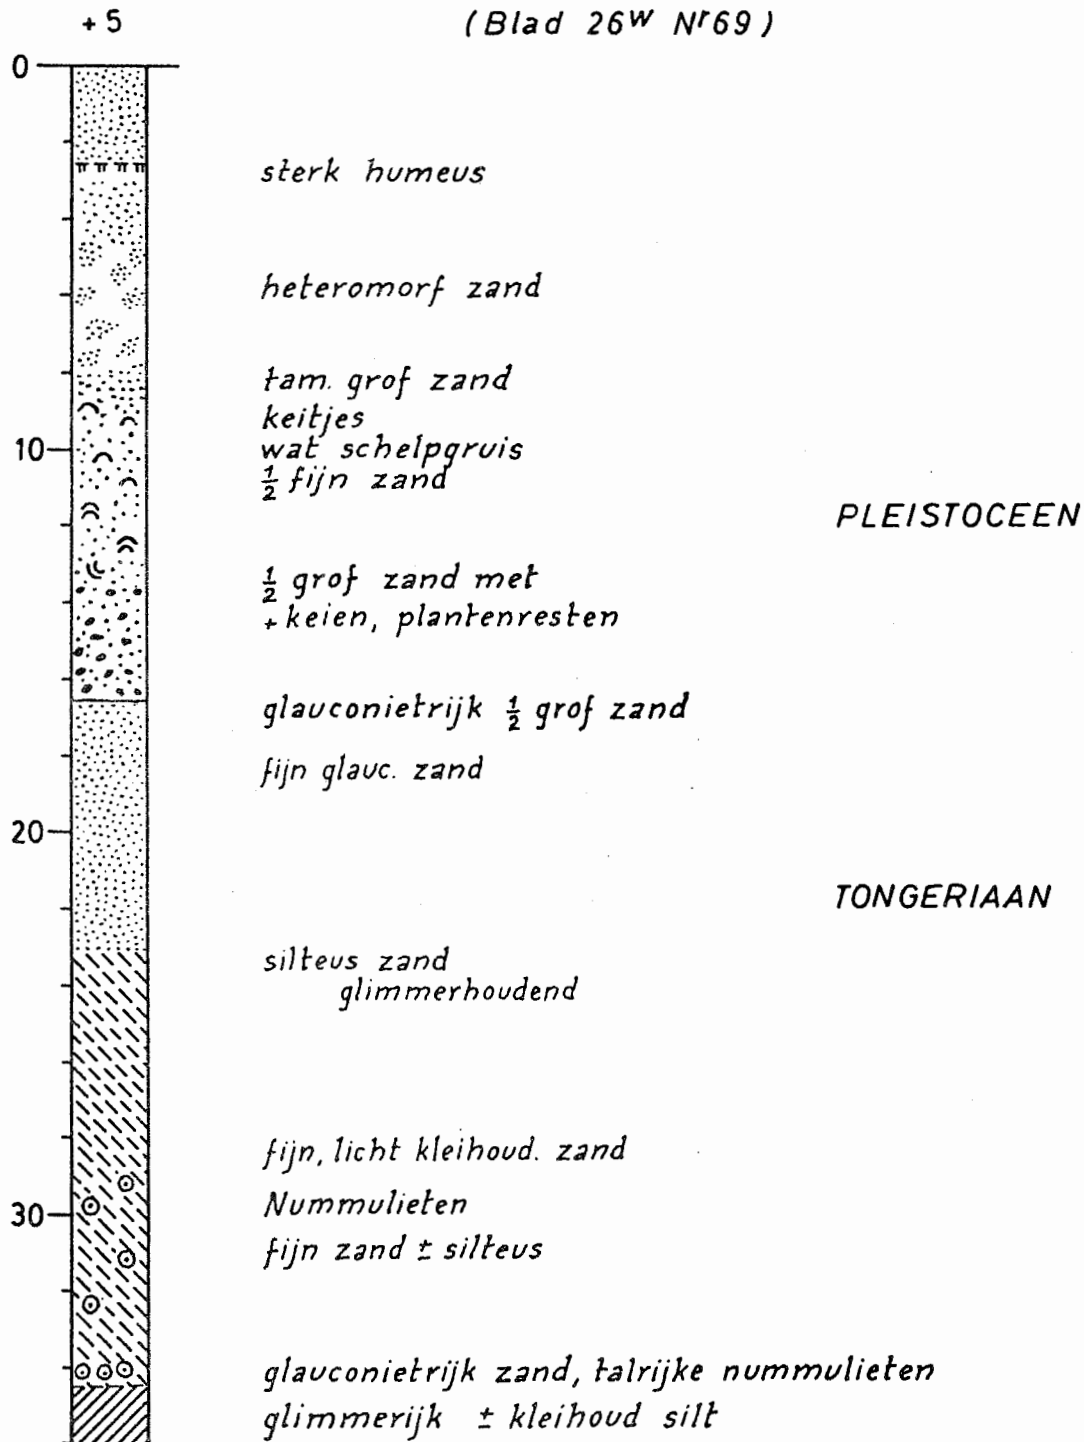 +5 (Blad 26w Nr69)
0
sterk humeus
heteromorf zand
tam. grof zand
keitjes
10 wat schelpgruis
½ fijn zand
PLEISTOCEEN
½ grof zand met
+ keien, plantenresten
glauconietrijk ½ grof zand
fijn glauc. zand
20
TONGERIAAN
silteus zand
glimmerhoudend
fijn, licht kleihoud. zand
30 Nummulieten
fijn zand ± silteus
glauconietrijk zand, talrijke nummulieten
glimmerijk ± kleihoud silt